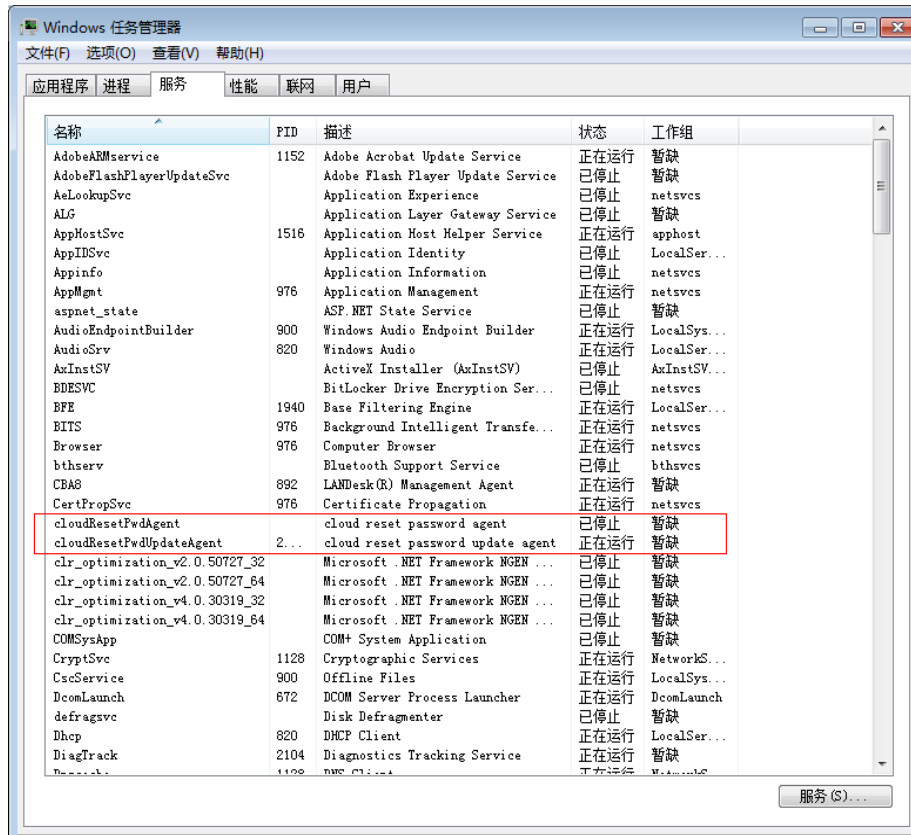 Windows 任务管理器
文件(F) 选项(O) 查看(V) 帮助(H)
应用程序 进程 服务 性能 联网 用户
名称 PID 描述 状态 工作组
AdobeARMservice 1152 Adobe Acrobat Update Service 正在运行 暂缺
AdobeFlashPlayerUpdateSvc Adobe Flash Player Update Service 已停止 暂缺
AeLookupSvc Application Experience 已停止 netsvcs
ALG Application Layer Gateway Service 已停止 暂缺
AppHostSvc 1516 Application Host Helper Service 正在运行 apphost
AppIDSvc Application Identity 已停止 LocalSer...
Appinfo Application Information 已停止 netsvcs
AppMgmt 976 Application Management 正在运行 netsvcs
aspnet_state ASP.NET State Service 已停止 暂缺
AudioEndpointBuilder 900 Windows Audio Endpoint Builder 正在运行 LocalSys...
AudioSrv 820 Windows Audio 正在运行 LocalSer...
AxInstSV ActiveX Installer (AxInstSV) 已停止 AxInstSV...
BDESVC BitLocker Drive Encryption Ser... 已停止 netsvcs
BFE 1940 Base Filtering Engine 正在运行 LocalSer...
BITS 976 Background Intelligent Transfe... 正在运行 netsvcs
Browser 976 Computer Browser 正在运行 netsvcs
bthserv Bluetooth Support Service 已停止 bthsvcs
CBA8 892 LANDesk(R) Management Agent 正在运行 暂缺
CertPropSvc 976 Certificate Propagation 正在运行 netsvcs
cloudResetPwdAgent cloud reset password agent 已停止 暂缺
cloudResetPwdUpdateAgent 2... cloud reset password update agent 正在运行 暂缺
clr_optimization_v2.0.50727_32 Microsoft .NET Framework NGEN ... 已停止 暂缺
clr_optimization_v2.0.50727_64 Microsoft .NET Framework NGEN ... 已停止 暂缺
clr_optimization_v4.0.30319_32 Microsoft .NET Framework NGEN ... 已停止 暂缺
clr_optimization_v4.0.30319_64 Microsoft .NET Framework NGEN ... 已停止 暂缺
COMSysApp COM+ System Application 已停止 暂缺
CryptSvc 1128 Cryptographic Services 正在运行 NetworkS...
CscService 900 Offline Files 正在运行 LocalSys...
DcomLaunch 672 DCOM Server Process Launcher 正在运行 DcomLaunch
defragsvc Disk Defragmenter 已停止 暂缺
Dhcp 820 DHCP Client 正在运行 LocalSer...
DiagTrack 2104 Diagnostics Tracking Service 正在运行 暂缺
服务(S)...